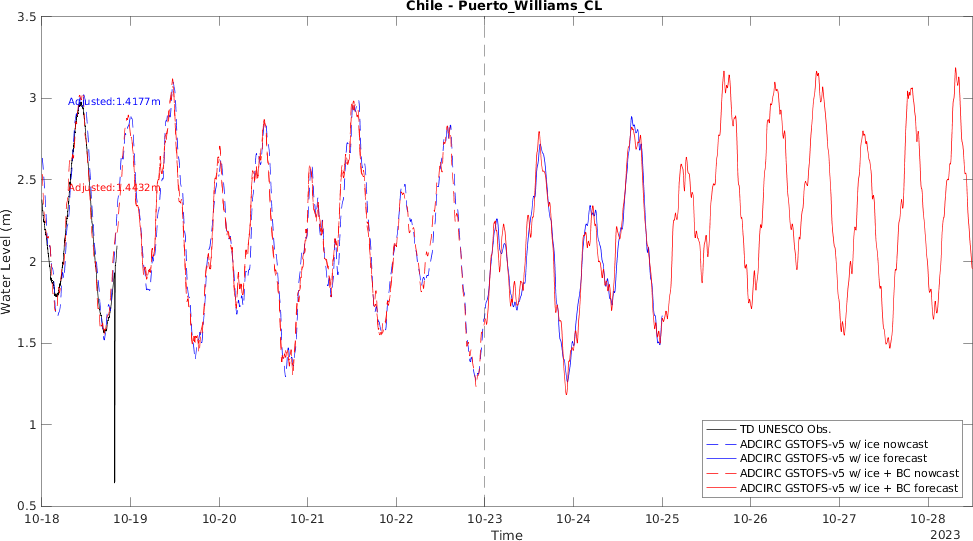 Chile - Puerto_Williams_CL
3.5
3
2.5
2
1.5
1
0.5
Water Level (m)
Adjusted:1.4177m
Adjusted:1.4432m
TD UNESCO Obs.
ADCIRC GSTOFS-v5 w/ ice nowcast
ADCIRC GSTOFS-v5 w/ ice forecast
ADCIRC GSTOFS-v5 w/ ice + BC nowcast
ADCIRC GSTOFS-v5 w/ ice + BC forecast
10-18 10-19 10-20 10-21 10-22 10-23 10-24 10-25 10-26 10-27 10-28
Time
2023